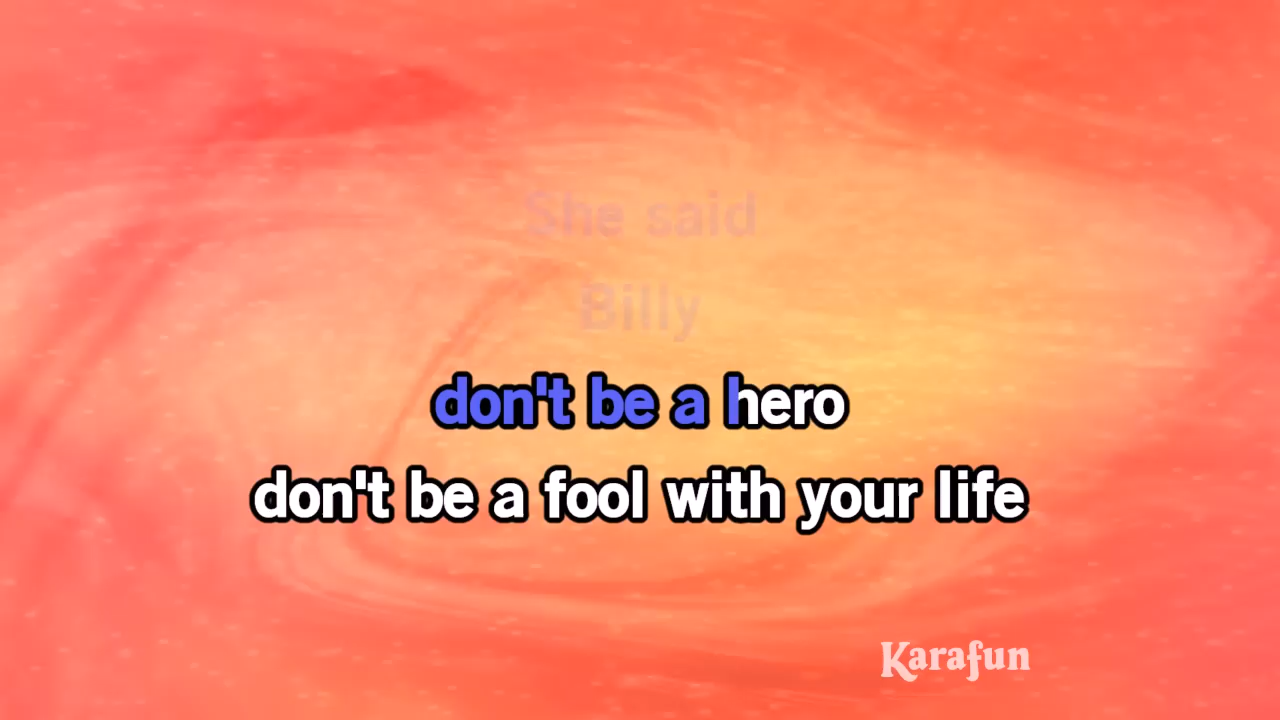 She said
Billy
don't be a hero
don't be a fool with your life
Karafun